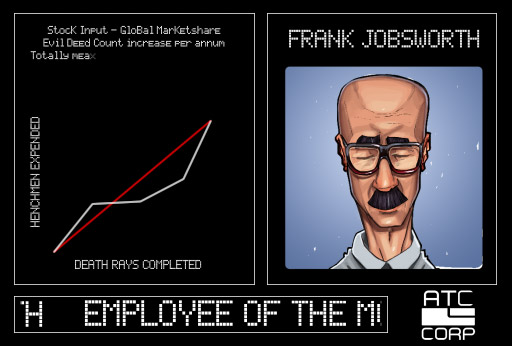 Stock Input - Global Marketshare
Evil Deed Count increase per annum
Totally mea
HENCHMEN EXPENDED
DEATH RAYS COMPLETED
FRANK JOBSWORTH
H EMPLOYEE OF THE M
ATC
CORP